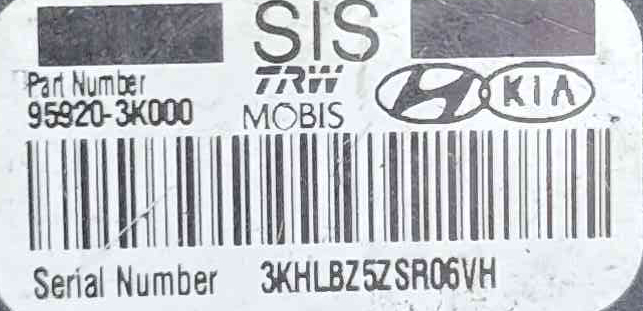 SIS
Part Number
95920-3K000
TRW
MOBIS
KIA
Serial Number 3KHLBZ5ZSR06VH